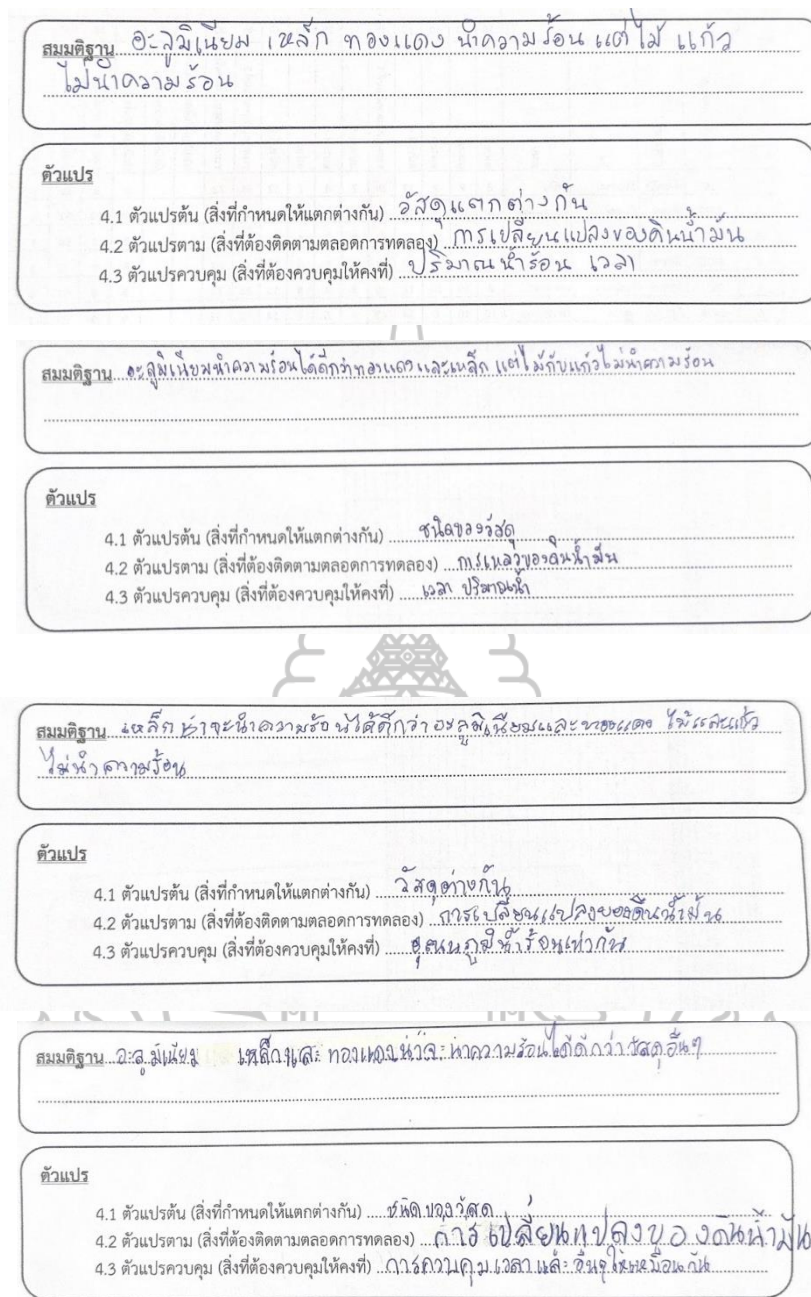 สมมติฐาน อะลูมิเนียม เหล็ก ทองแดง นำความร้อน แต่ไม้ แก้ว
ไม่นำความร้อน
ตัวแปร
4.1 ตัวแปรต้น (สิ่งที่กำหนดให้แตกต่างกัน) วัสดุแตกต่างกัน
4.2 ตัวแปรตาม (สิ่งที่ต้องติดตามตลอดการทดลอง) การเปลี่ยนแปลงของดินน้ำมัน
4.3 ตัวแปรควบคุม (สิ่งที่ต้องควบคุมให้คงที่) ปริมาณน้ำร้อน เวลา
สมมติฐาน อะลูมิเนียมนำความร้อนได้ดีกว่าทองแดงและเหล็ก แต่ไม้กับแก้วไม่นำความร้อน
ตัวแปร
4.1 ตัวแปรต้น (สิ่งที่กำหนดให้แตกต่างกัน) ชนิดของวัสดุ
4.2 ตัวแปรตาม (สิ่งที่ต้องติดตามตลอดการทดลอง) การเหลวของดินน้ำมัน
4.3 ตัวแปรควบคุม (สิ่งที่ต้องควบคุมให้คงที่) เวลา ปริมาณน้ำ
สมมติฐาน เหล็กน่าจะนำความร้อนได้ดีกว่าอะลูมิเนียมและทองแดง ไม้และแก้ว
ไม่นำความร้อน
ตัวแปร
4.1 ตัวแปรต้น (สิ่งที่กำหนดให้แตกต่างกัน) วัสดุต่างกัน
4.2 ตัวแปรตาม (สิ่งที่ต้องติดตามตลอดการทดลอง) การเปลี่ยนแปลงของดินน้ำมัน
4.3 ตัวแปรควบคุม (สิ่งที่ต้องควบคุมให้คงที่) อุณหภูมิน้ำร้อนเท่ากัน
สมมติฐาน อะลูมิเนียม เหล็กและ ทองแดงน่าจะนำความร้อนได้ดีกว่าวัสดุอื่นๆ
ตัวแปร
4.1 ตัวแปรต้น (สิ่งที่กำหนดให้แตกต่างกัน) ชนิดของวัสดุ
4.2 ตัวแปรตาม (สิ่งที่ต้องติดตามตลอดการทดลอง) การเปลี่ยนแปลงของดินน้ำมัน
4.3 ตัวแปรควบคุม (สิ่งที่ต้องควบคุมให้คงที่) การควบคุมเวลาและอื่นๆให้เหมือนกัน